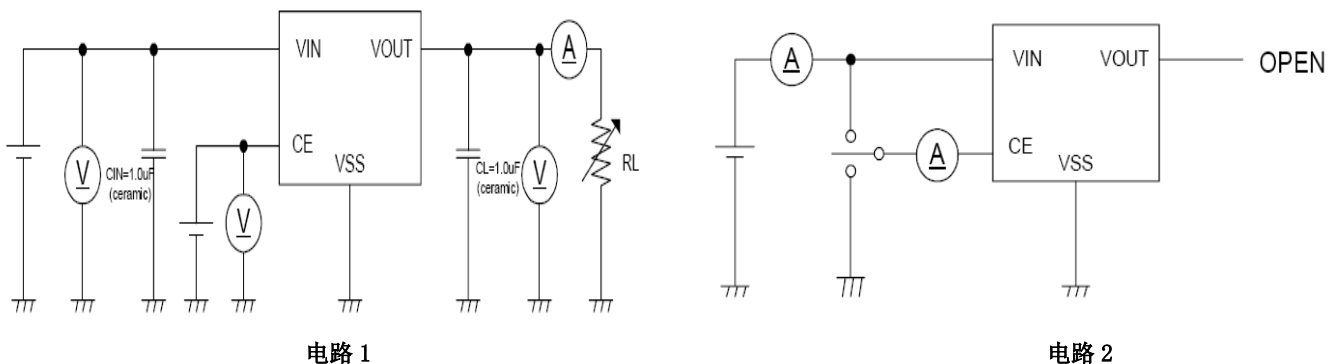 VIN
VOUT
A
V
CIN=1.0uF
(ceramic)
CE
VSS
V
CL=1.0uF
(ceramic)
V
RL
电路 1
A
VIN
VOUT
OPEN
A
CE
VSS
电路 2